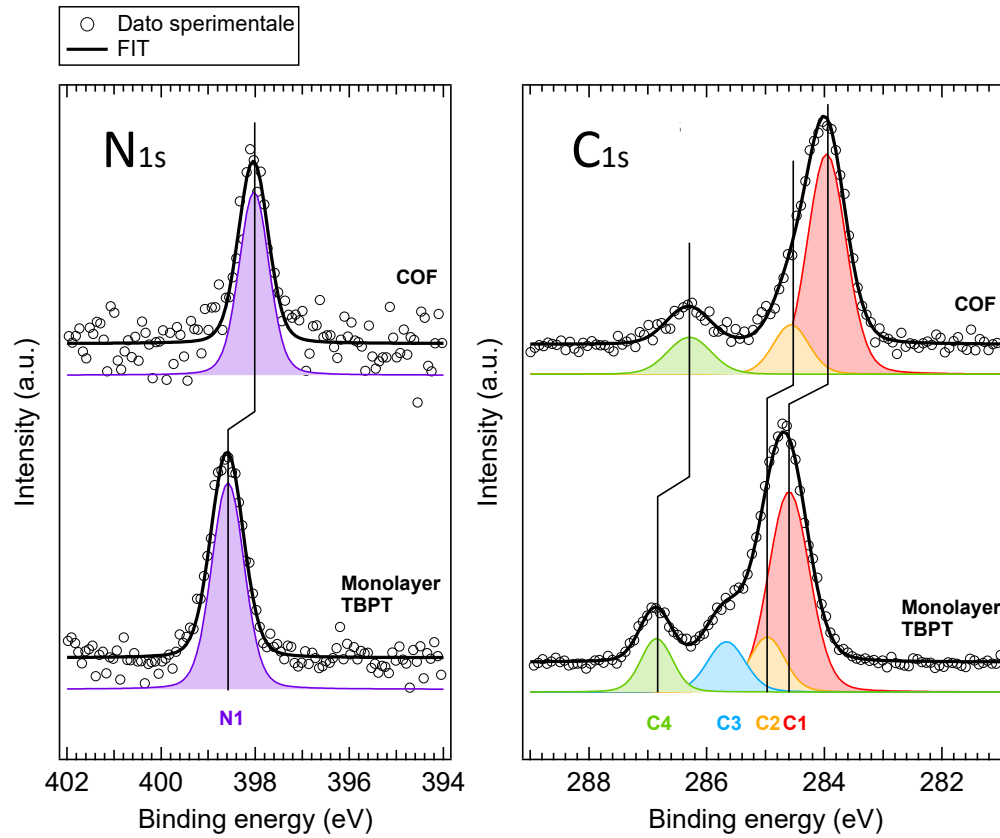 Dato sperimentale
FIT
N1s
COF
Monolayer
TBPT
N1
Intensity (a.u.)
402 400 398 396 394
Binding energy (eV)
C1s
COF
Monolayer
TBPT
C4 C3 C2 C1
Intensity (a.u.)
288 286 284 282
Binding energy (eV)